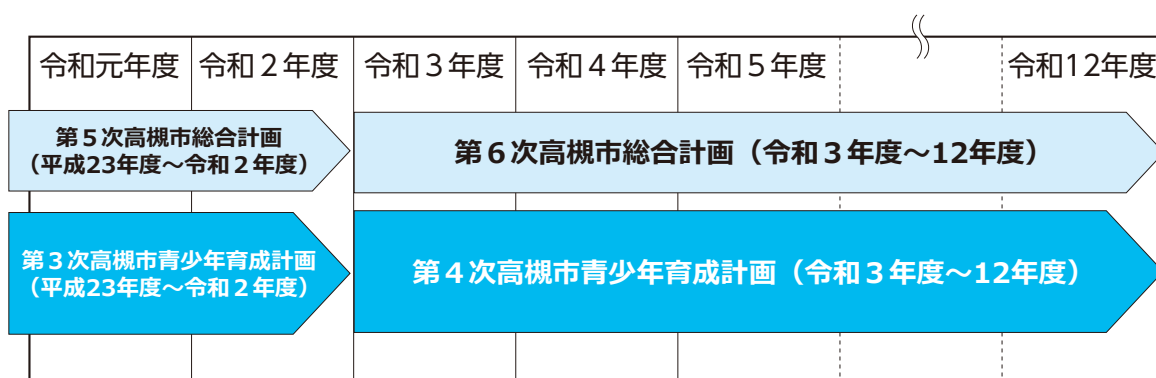 令和元年度
令和２年度
令和３年度
令和４年度
令和５年度
令和12年度
第５次高槻市総合計画
（平成23年度～令和２年度）
第６次高槻市総合計画（令和３年度～12年度）
第３次高槻市青少年育成計画
（平成23年度～令和２年度）
第４次高槻市青少年育成計画（令和３年度～12年度）